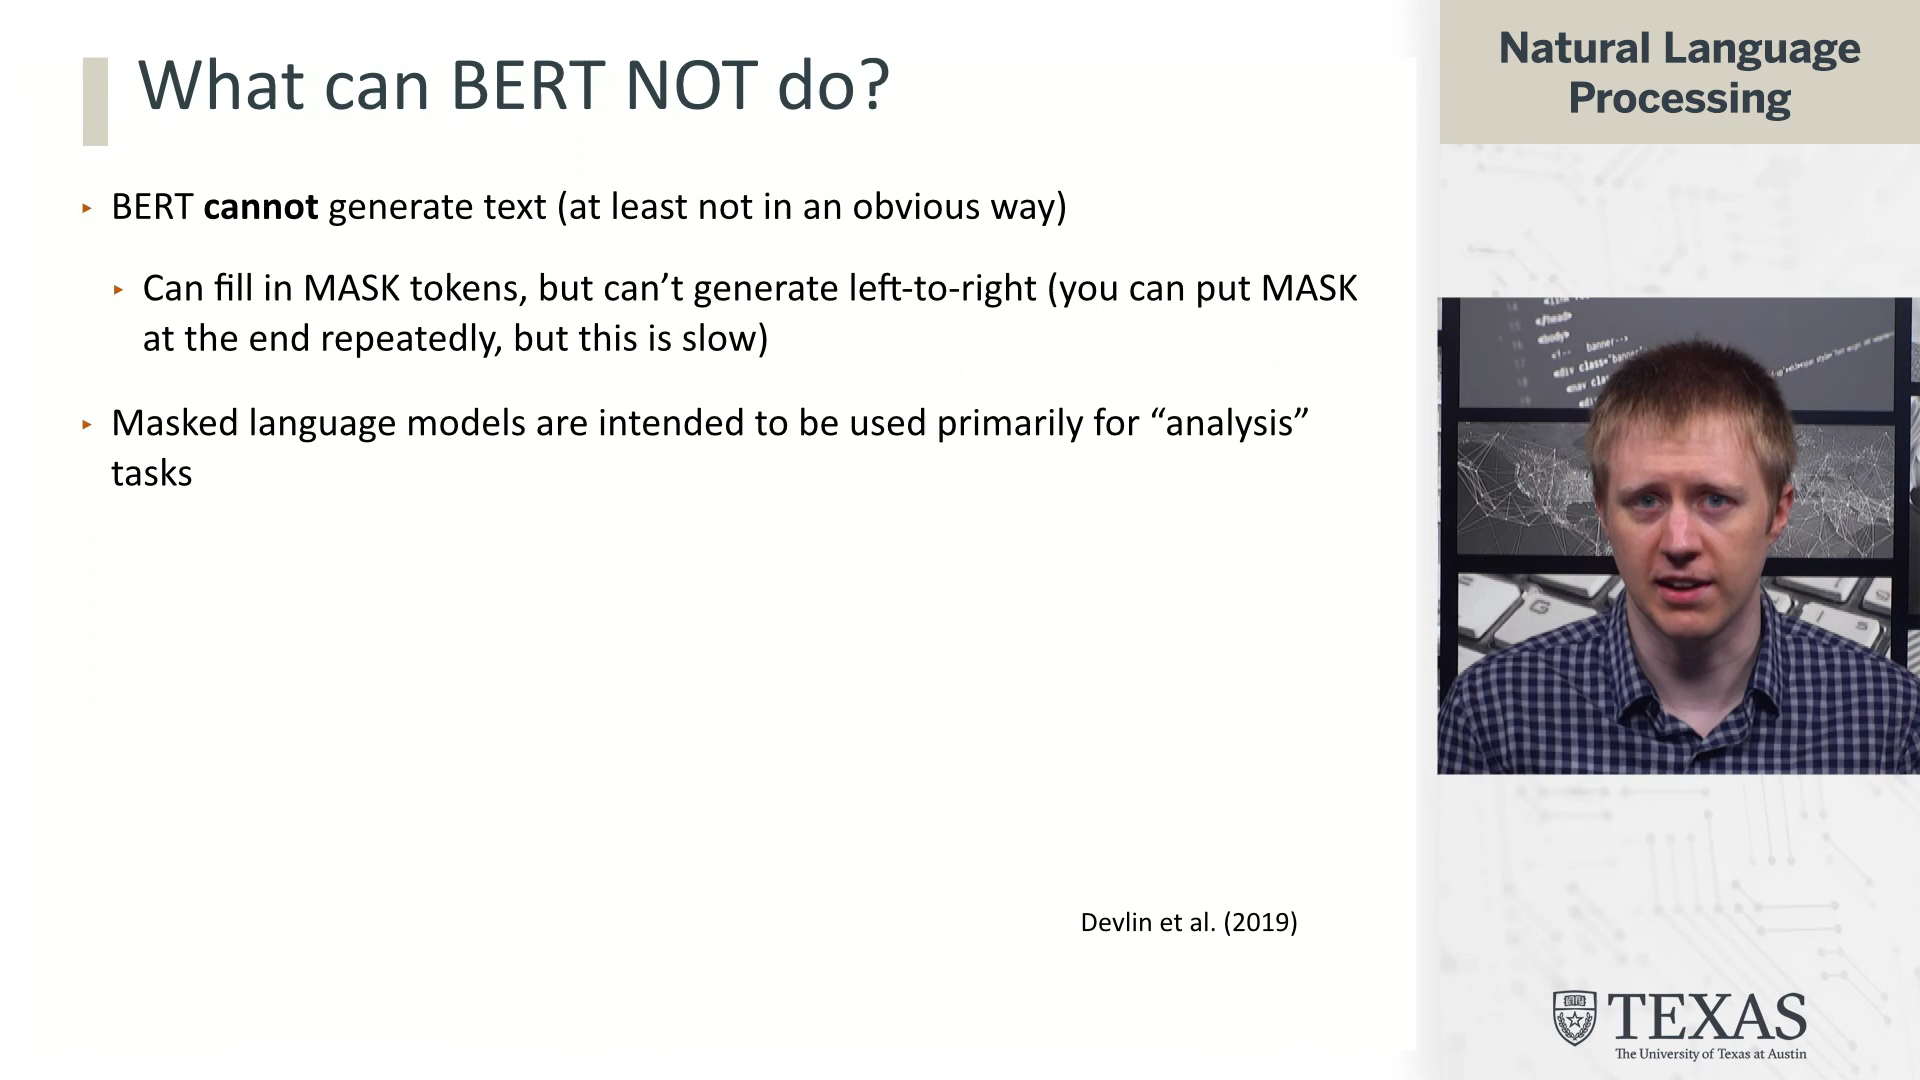 What can BERT NOT do?
▸ BERT cannot generate text (at least not in an obvious way)
▸ Can fill in MASK tokens, but can’t generate left-to-right (you can put MASK
at the end repeatedly, but this is slow)
▸ Masked language models are intended to be used primarily for “analysis”
tasks
Devlin et al. (2019)
Natural Language
Processing
</head>
<body>
banner-->
TEXAS
The University of Texas at Austin